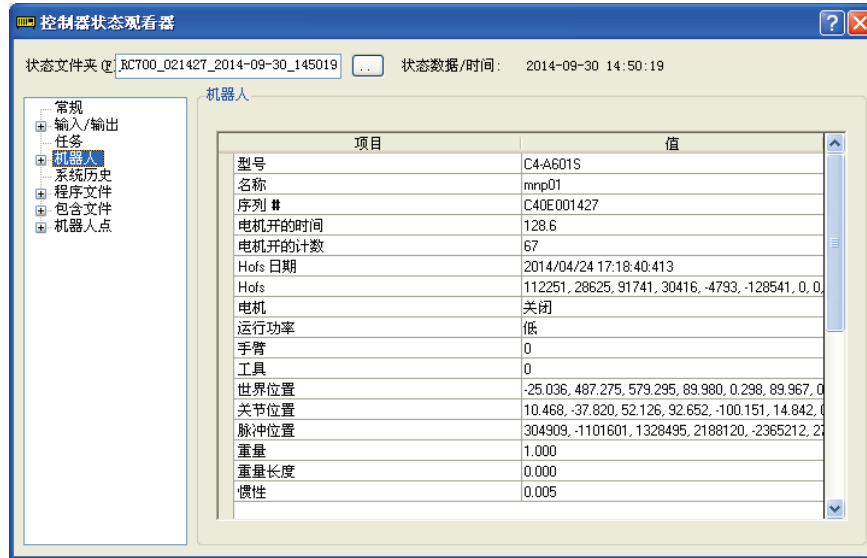 控制器状态观看器
状态文件夹(F) RC700_021427_2014-09-30_145019 .. 状态数据/时间: 2014-09-30 14:50:19
常规
输入/输出
任务
机器人
系统历史
程序文件
包含文件
机器人点
机器人
项目 值
型号 C4-A601S
名称 mnp01
序列 # C40E001427
电机开的时间 128.6
电机开的计数 67
Hofs 日期 2014/04/24 17:18:40:413
Hofs 112251, 28625, 91741, 30416, -4793, -128541, 0, 0,
电机 关闭
运行功率 低
手臂 0
工具 0
世界位置 -25.036, 487.275, 579.295, 89.980, 0.298, 89.967,
关节位置 10.468, -37.820, 52.126, 92.652, -100.151, 14.842,
脉冲位置 304909, -1101601, 1328495, 2188120, -2365212,
重量 1.000
重量长度 0.000
惯性 0.005